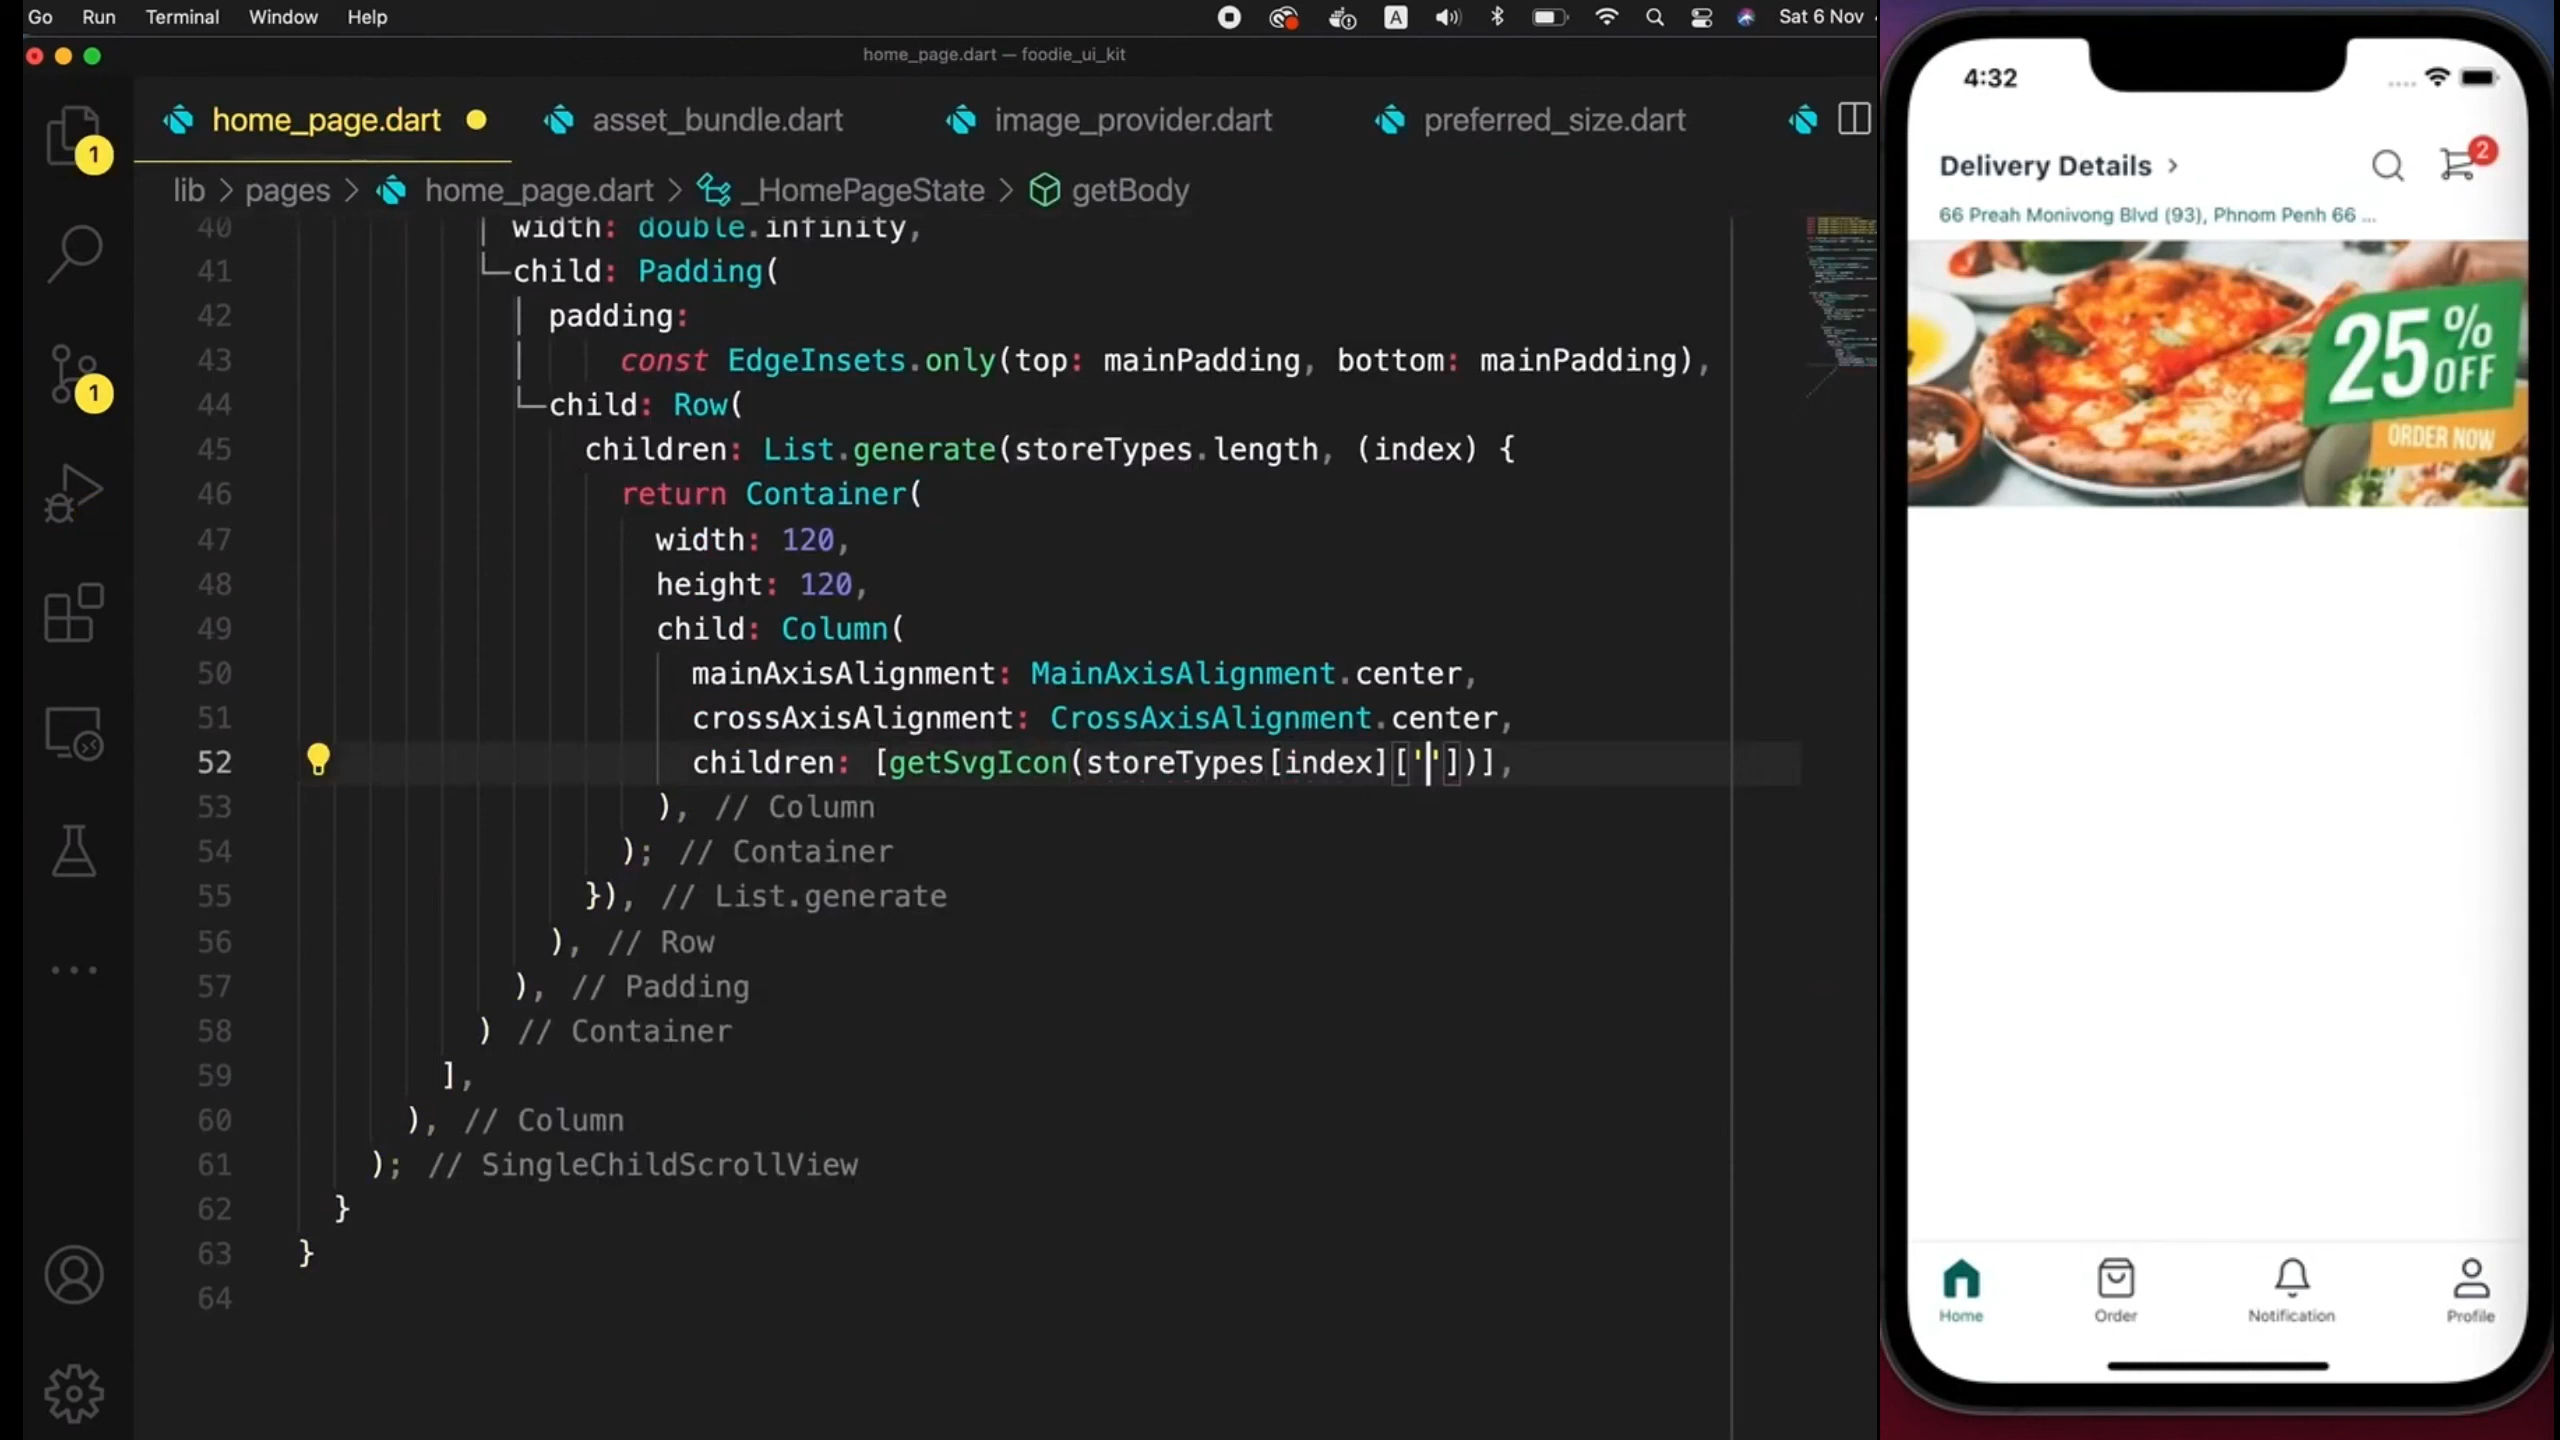 Go Run Terminal Window Help
A Sat 6 Nov
home_page.dart — foodie_ui_kit
home_page.dart asset_bundle.dart image_provider.dart preferred_size.dart
lib > pages > home_page.dart > _HomePageState > getBody
1
1
40 width: double.infinity,
41 child: Padding(
42 padding:
43 const EdgeInsets.only(top: mainPadding, bottom: mainPadding),
44 child: Row(
45 children: List.generate(storeTypes.length, (index) {
46 return Container(
47 width: 120,
48 height: 120,
49 child: Column(
50 mainAxisAlignment: MainAxisAlignment.center,
51 crossAxisAlignment: CrossAxisAlignment.center,
52 children: [getSvgIcon(storeTypes[index][''])],
53 ), // Column
54 ); // Container
55 }), // List.generate
56 ), // Row
57 ), // Padding
58 ) // Container
59 ],
60 ), // Column
61 ); // SingleChildScrollView
62 }
63 }
64
4:32
Delivery Details > 2
66 Preah Monivong Blvd (93), Phnom Penh 66 ...
25%
OFF
ORDER NOW
Home Order Notification Profile